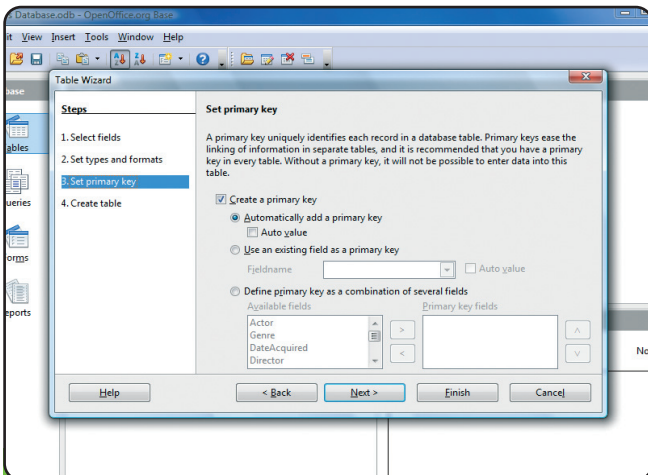 s Database.odb - OpenOffice.org Base
it View Insert Tools Window Help
Table Wizard
base
ables
ueries
orms
eports
Steps
1. Select fields
2. Set types and formats
3. Set primary key
4. Create table
Set primary key
A primary key uniquely identifies each record in a database table. Primary keys ease the
linking of information in separate tables, and it is recommended that you have a primary
key in every table. Without a primary key, it will not be possible to enter data into this
table.
Create a primary key
Automatically add a primary key
Auto value
Use an existing field as a primary key
Fieldname
Auto value
Define primary key as a combination of several fields
Available fields
Primary key fields
Actor
Genre
DateAcquired
Director
No
Help
< Back
Next >
Finish
Cancel